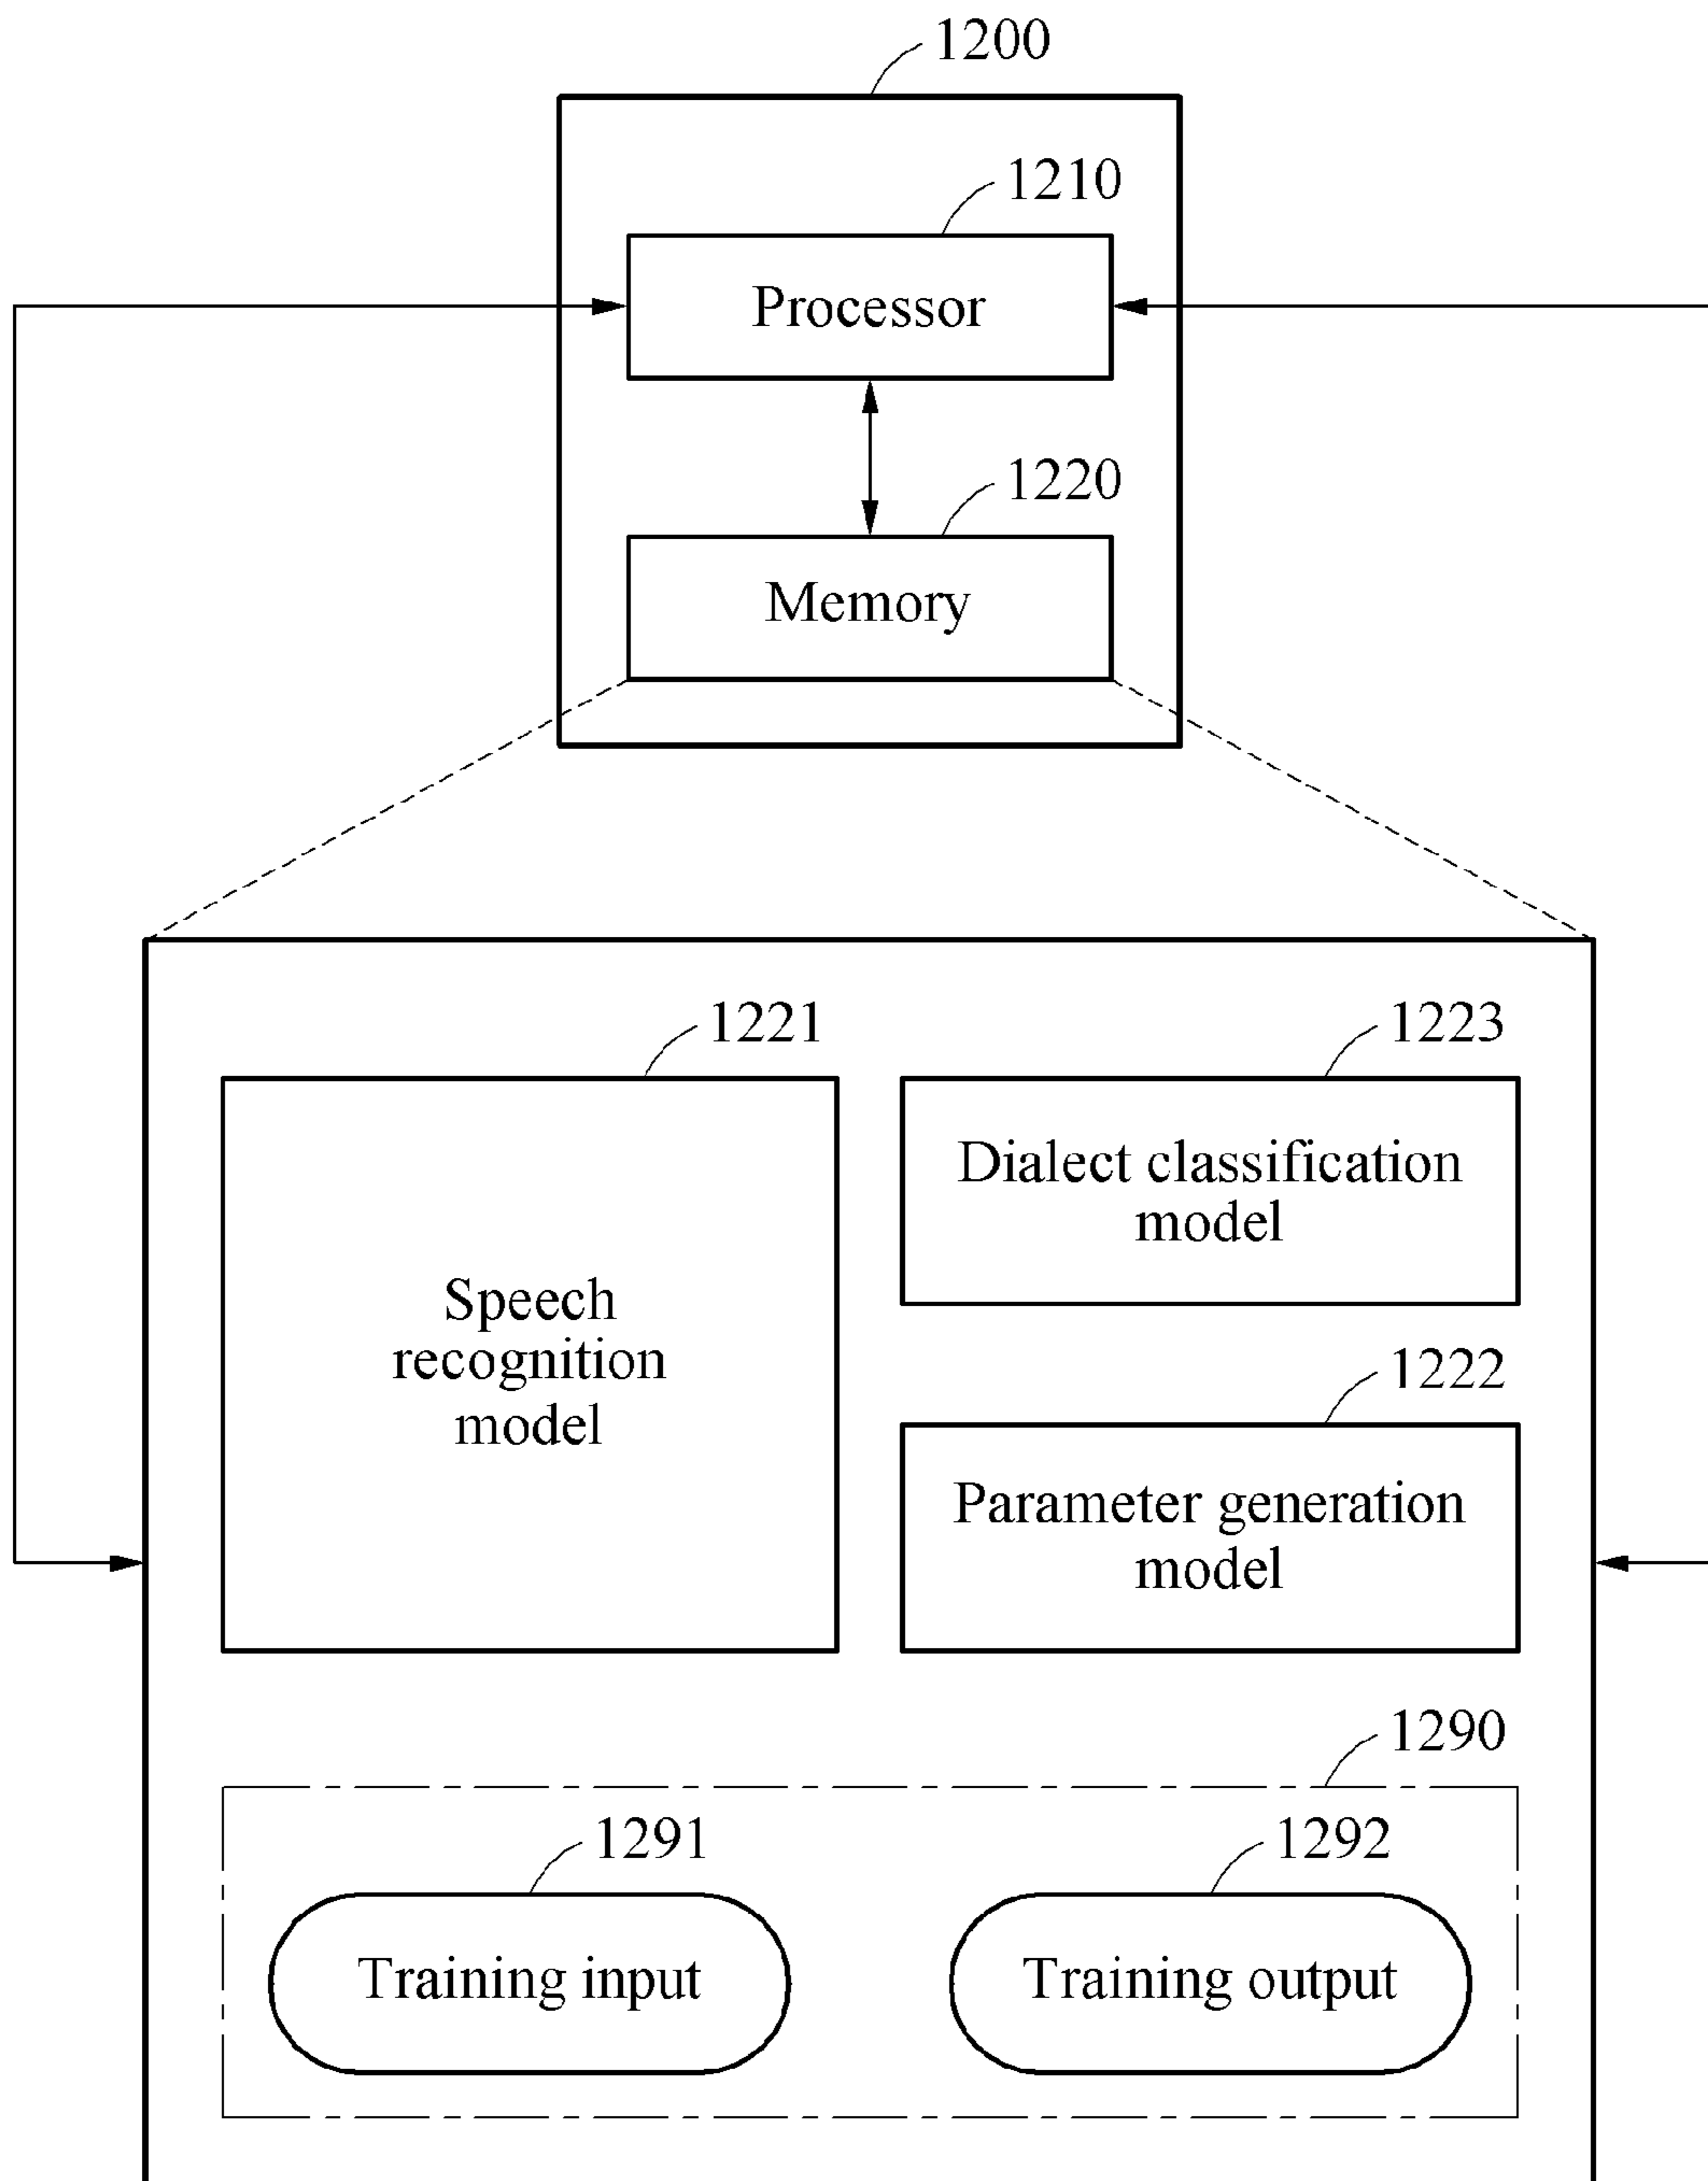 1200
1210
Processor
1220
Memory
1221
1223
Speech
recognition
model
Dialect classification
model
1222
Parameter generation
model
1290
1291
1292
Training input
Training output